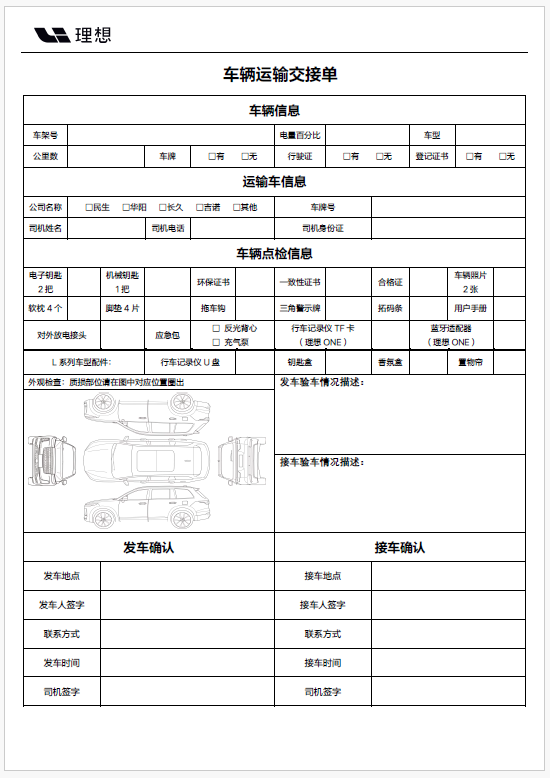 理想
车辆运输交接单
车辆信息
车架号 电量百分比 车型
公里数 车牌 □有 □无 行驶证 □有 □无 登记证书 □有 □无
运输车信息
公司名称 □民生 □华阳 □长久 □吉诺 □其他 车牌号
司机姓名 司机电话 司机身份证
车辆点检信息
电子钥匙 2 把 机械钥匙 1 把 环保证书 一致性证书 合格证 车辆照片 2 张
软枕 4 个 脚垫 4 片 拖车钩 三角警示牌 拓码条 用户手册
对外放电接头 应急包 □ 反光背心 □ 充气泵 行车记录仪 TF 卡（理想 ONE） 蓝牙适配器（理想 ONE）
L 系列车型配件： 行车记录仪 U 盘 钥匙盒 香氛盒 置物帘
外观检查：质损部位请在图中对应位置圈出 发车验车情况描述：
接车验车情况描述：
发车确认 接车确认
发车地点 接车地点
发车人签字 接车人签字
联系方式 联系方式
发车时间 接车时间
司机签字 司机签字